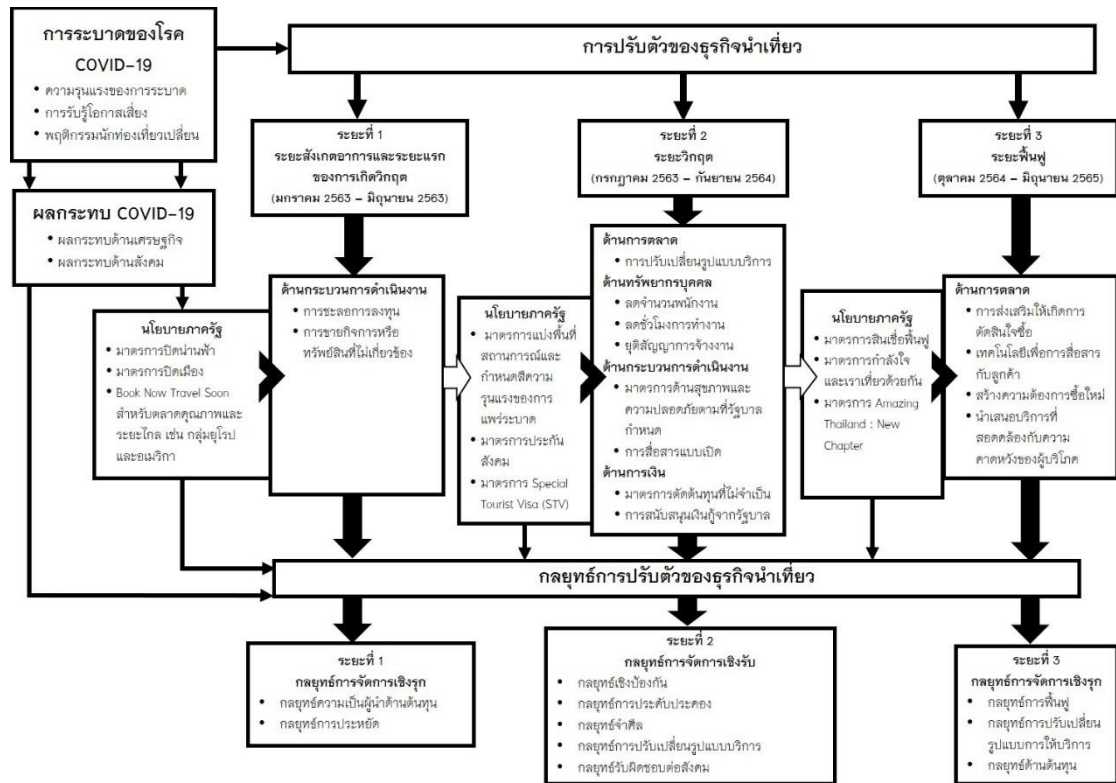 การระบาดของโรค
COVID-19
• ความรุนแรงของการระบาด
• การรับรู้โอกาสเสี่ยง
• พฤติกรรมนักท่องเที่ยวเปลี่ยน
การปรับตัวของธุรกิจนำเที่ยว
ระยะที่ 1
ระยะสังเกตอาการและระยะแรก
ของการเกิดวิกฤต
(มกราคม 2563 – มิถุนายน 2563)
ระยะที่ 2
ระยะวิกฤต
(กรกฎาคม 2563 – กันยายน 2564)
ระยะที่ 3
ระยะฟื้นฟู
(ตุลาคม 2564 – มิถุนายน 2565)
ผลกระทบ COVID-19
• ผลกระทบด้านเศรษฐกิจ
• ผลกระทบด้านสังคม
นโยบายภาครัฐ
• มาตรการปิดน่านฟ้า
• มาตรการปิดเมือง
• Book Now Travel Soon
สำหรับตลาดคุณภาพและ
ระยะไกล เช่น กลุ่มยุโรป
และอเมริกา
ด้านกระบวนการดำเนินงาน
• การชะลอการลงทุน
• การขายกิจการหรือ
ทรัพย์สินที่ไม่เกี่ยวข้อง
นโยบายภาครัฐ
• มาตรการแบ่งพื้นที่
สถานการณ์และ
กำหนดสีความ
รุนแรงของการ
แพร่ระบาด
• มาตรการประกัน
สังคม
• มาตรการ Special
Tourist Visa (STV)
ด้านการตลาด
• การปรับเปลี่ยนรูปแบบบริการ
ด้านทรัพยากรบุคคล
• ลดจำนวนพนักงาน
• ลดชั่วโมงการทำงาน
• ยุติสัญญาการจ้างงาน
ด้านกระบวนการดำเนินงาน
• มาตรการด้านสุขภาพและ
ความปลอดภัยตามที่รัฐบาล
กำหนด
• การสื่อสารแบบเปิด
ด้านการเงิน
• มาตรการตัดต้นทุนที่ไม่จำเป็น
• การสนับสนุนเงินกู้จากรัฐบาล
นโยบายภาครัฐ
• มาตรการสินเชื่อฟื้นฟู
• มาตรการกำลังใจ
และเราเที่ยวด้วยกัน
• มาตรการ Amazing
Thailand : New
Chapter
ด้านการตลาด
• การส่งเสริมให้เกิดการ
ตัดสินใจซื้อ
• เทคโนโลยีเพื่อการสื่อสาร
กับลูกค้า
• สร้างความต้องการซื้อใหม่
• นำเสนอบริการที่
สอดคล้องกับความ
คาดหวังของผู้บริโภค
กลยุทธ์การปรับตัวของธุรกิจนำเที่ยว
ระยะที่ 1
กลยุทธ์การจัดการเชิงรุก
• กลยุทธ์ความเป็นผู้นำด้านต้นทุน
• กลยุทธ์การประหยัด
ระยะที่ 2
กลยุทธ์การจัดการเชิงรับ
• กลยุทธ์เชิงป้องกัน
• กลยุทธ์การประคับประคอง
• กลยุทธ์จำศีล
• กลยุทธ์การปรับเปลี่ยนรูปแบบบริการ
• กลยุทธ์รับผิดชอบต่อสังคม
ระยะที่ 3
กลยุทธ์การจัดการเชิงรุก
• กลยุทธ์การฟื้นฟู
• กลยุทธ์การปรับเปลี่ยน
รูปแบบการให้บริการ
• กลยุทธ์ด้านต้นทุน